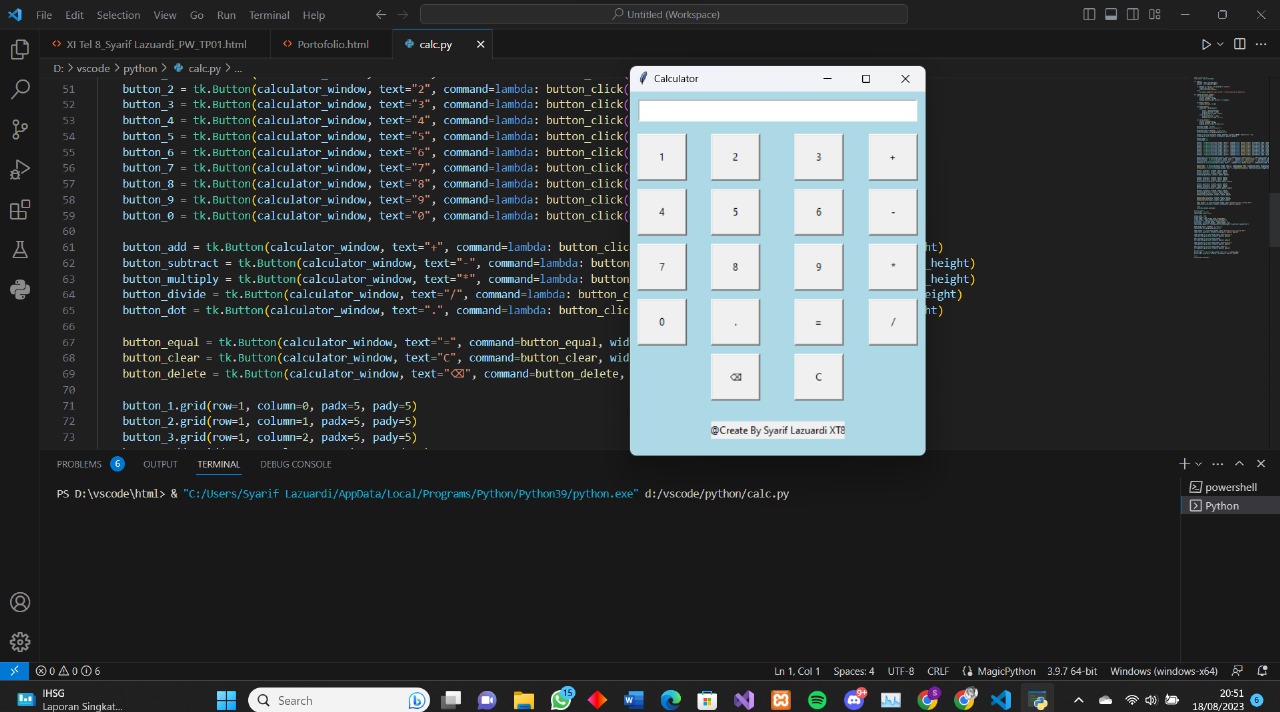 File Edit Selection View Go Run Terminal Help
Untitled (Workspace)
XI Tel 8_Syarif Lazuardi_PW_TP01.html
Portofolio.html
calc.py
D: > vscode > python > calc.py > ...
51 button_2 = tk.Button(calculator_window, text="2", command=lambda: button_click(
52 button_3 = tk.Button(calculator_window, text="3", command=lambda: button_click(
53 button_4 = tk.Button(calculator_window, text="4", command=lambda: button_click(
54 button_5 = tk.Button(calculator_window, text="5", command=lambda: button_click(
55 button_6 = tk.Button(calculator_window, text="6", command=lambda: button_click(
56 button_7 = tk.Button(calculator_window, text="7", command=lambda: button_click(
57 button_8 = tk.Button(calculator_window, text="8", command=lambda: button_click(
58 button_9 = tk.Button(calculator_window, text="9", command=lambda: button_click(
59 button_0 = tk.Button(calculator_window, text="0", command=lambda: button_click(
60
61 button_add = tk.Button(calculator_window, text="+", command=lambda: button_clic ht)
62 button_subtract = tk.Button(calculator_window, text="-", command=lambda: button _height)
63 button_multiply = tk.Button(calculator_window, text="*", command=lambda: button _height)
64 button_divide = tk.Button(calculator_window, text="/", command=lambda: button_c eight)
65 button_dot = tk.Button(calculator_window, text=".", command=lambda: button_clic ht)
66
67 button_equal = tk.Button(calculator_window, text="=", command=button_equal, wid
68 button_clear = tk.Button(calculator_window, text="C", command=button_clear, wid
69 button_delete = tk.Button(calculator_window, text="⌫", command=button_delete,
70
71 button_1.grid(row=1, column=0, padx=5, pady=5)
72 button_2.grid(row=1, column=1, padx=5, pady=5)
73 button_3.grid(row=1, column=2, padx=5, pady=5)
Calculator
1 2 3 +
4 5 6 -
7 8 9 *
0 . = /
⌫ C
@Create By Syarif Lazuardi XT8
PROBLEMS 6 OUTPUT TERMINAL DEBUG CONSOLE
PS D:\vscode\html> & "C:/Users/Syarif Lazuardi/AppData/Local/Programs/Python/Python39/python.exe" d:/vscode/python/calc.py
powershell
Python
0 0 6
Ln 1, Col 1 Spaces: 4 UTF-8 CRLF MagicPython 3.9.7 64-bit Windows (windows-x64)
IHSG
Laporan Singkat...
Search
15
9+
20:51
18/08/2023
6